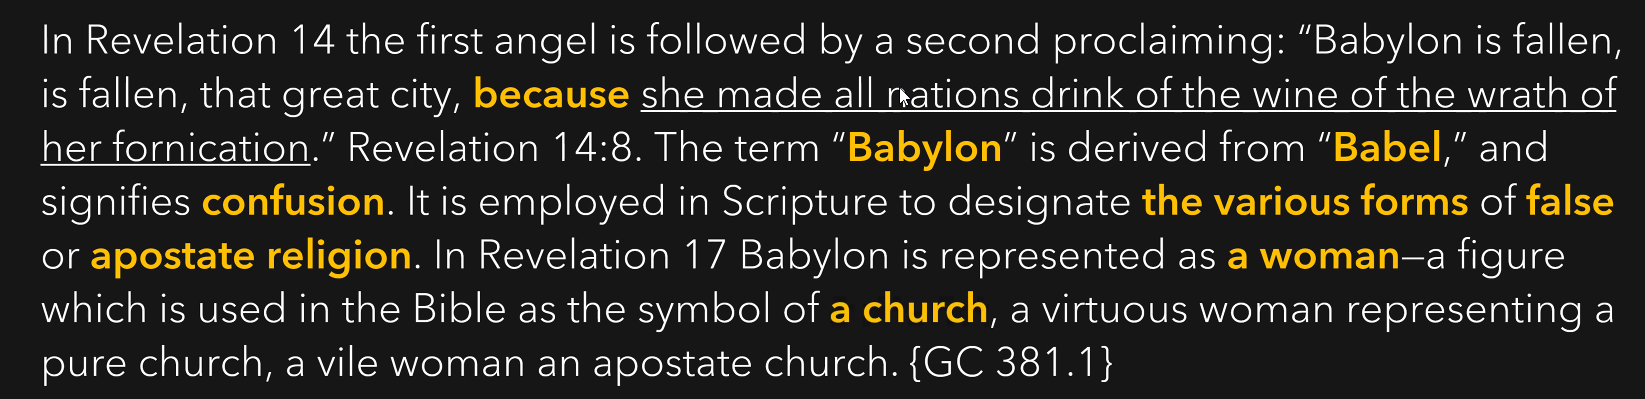 In Revelation 14 the first angel is followed by a second proclaiming: “Babylon is fallen,
is fallen, that great city, because she made all nations drink of the wine of the wrath of
her fornication.” Revelation 14:8. The term “Babylon” is derived from “Babel,” and
signifies confusion. It is employed in Scripture to designate the various forms of false
or apostate religion. In Revelation 17 Babylon is represented as a woman—a figure
which is used in the Bible as the symbol of a church, a virtuous woman representing a
pure church, a vile woman an apostate church. {GC 381.1}